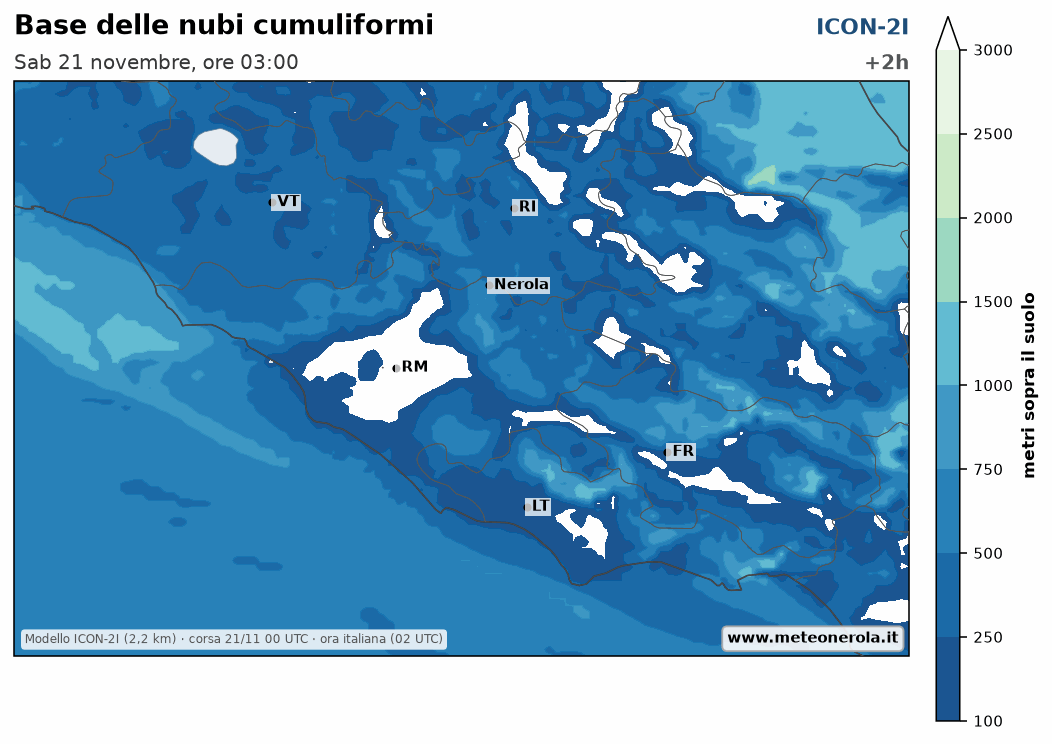 Base delle nubi cumuliformi
ICON-2I
Sab 21 novembre, ore 03:00
+2h
3000
2500
2000
1500
1000
750
500
250
100
metri sopra il suolo
VT
RI
Nerola
RM
FR
LT
Modello ICON-2I (2,2 km) · corsa 21/11 00 UTC · ora italiana (02 UTC)
www.meteonerola.it